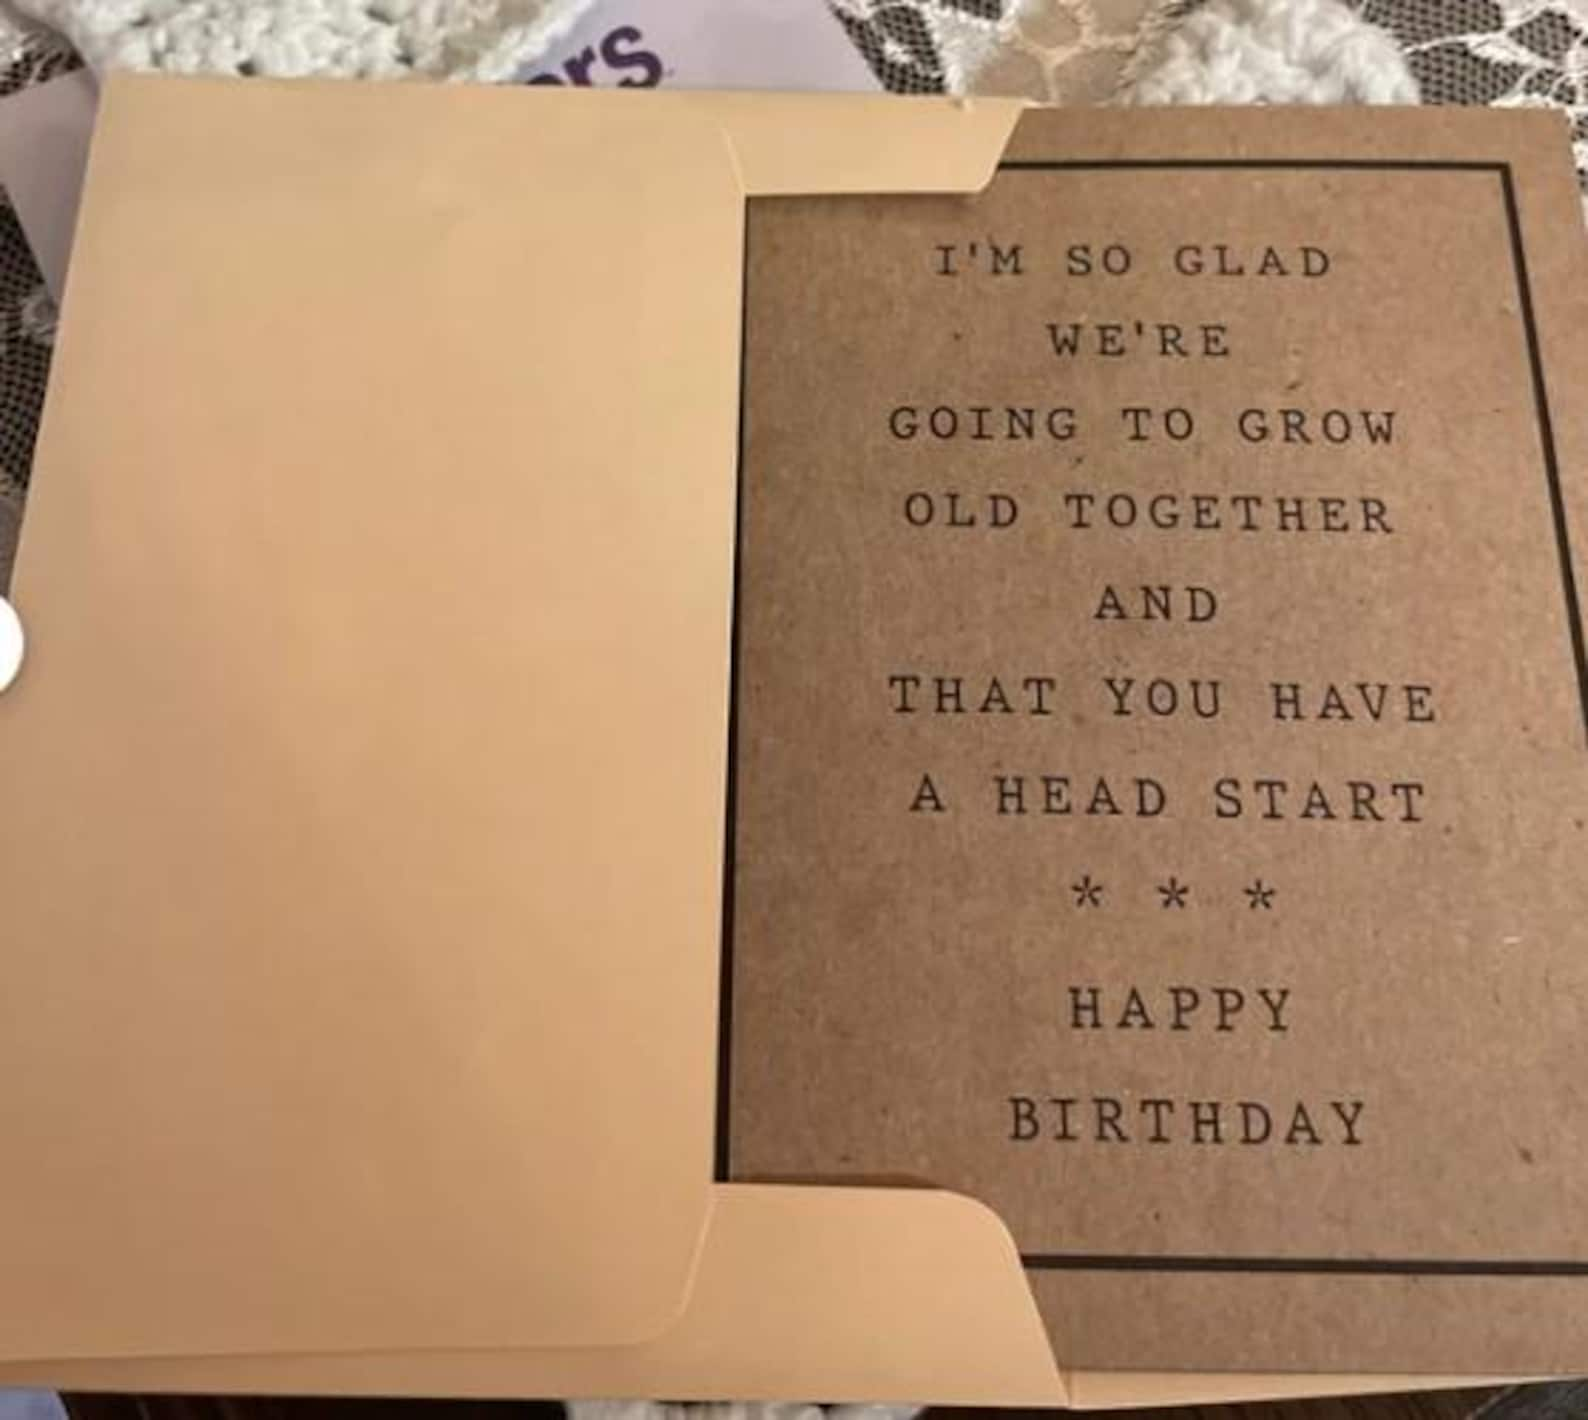 I'M SO GLAD
WE'RE
GOING TO GROW
OLD TOGETHER
AND
THAT YOU HAVE
A HEAD START
* * *
HAPPY
BIRTHDAY